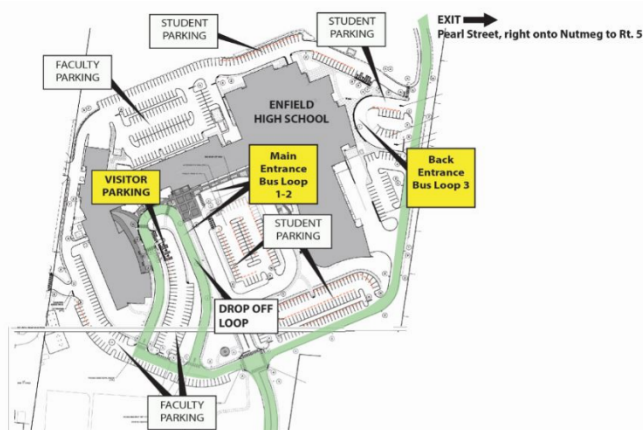 STUDENT
PARKING
STUDENT
PARKING
EXIT
Pearl Street, right onto Nutmeg to Rt. 5
FACULTY
PARKING
ENFIELD
HIGH SCHOOL
VISITOR
PARKING
Main
Entrance
Bus Loop
1-2
Back
Entrance
Bus Loop 3
STUDENT
PARKING
DROP OFF
LOOP
FACULTY
PARKING